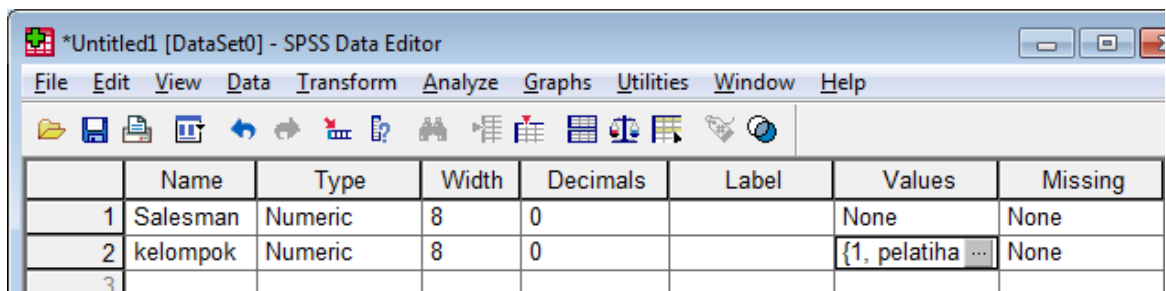 *Untitled1 [DataSet0] - SPSS Data Editor
File Edit View Data Transform Analyze Graphs Utilities Window Help
Name Type Width Decimals Label Values Missing
1 Salesman Numeric 8 0 None None
2 kelompok Numeric 8 0 {1, pelatiha ... None
3